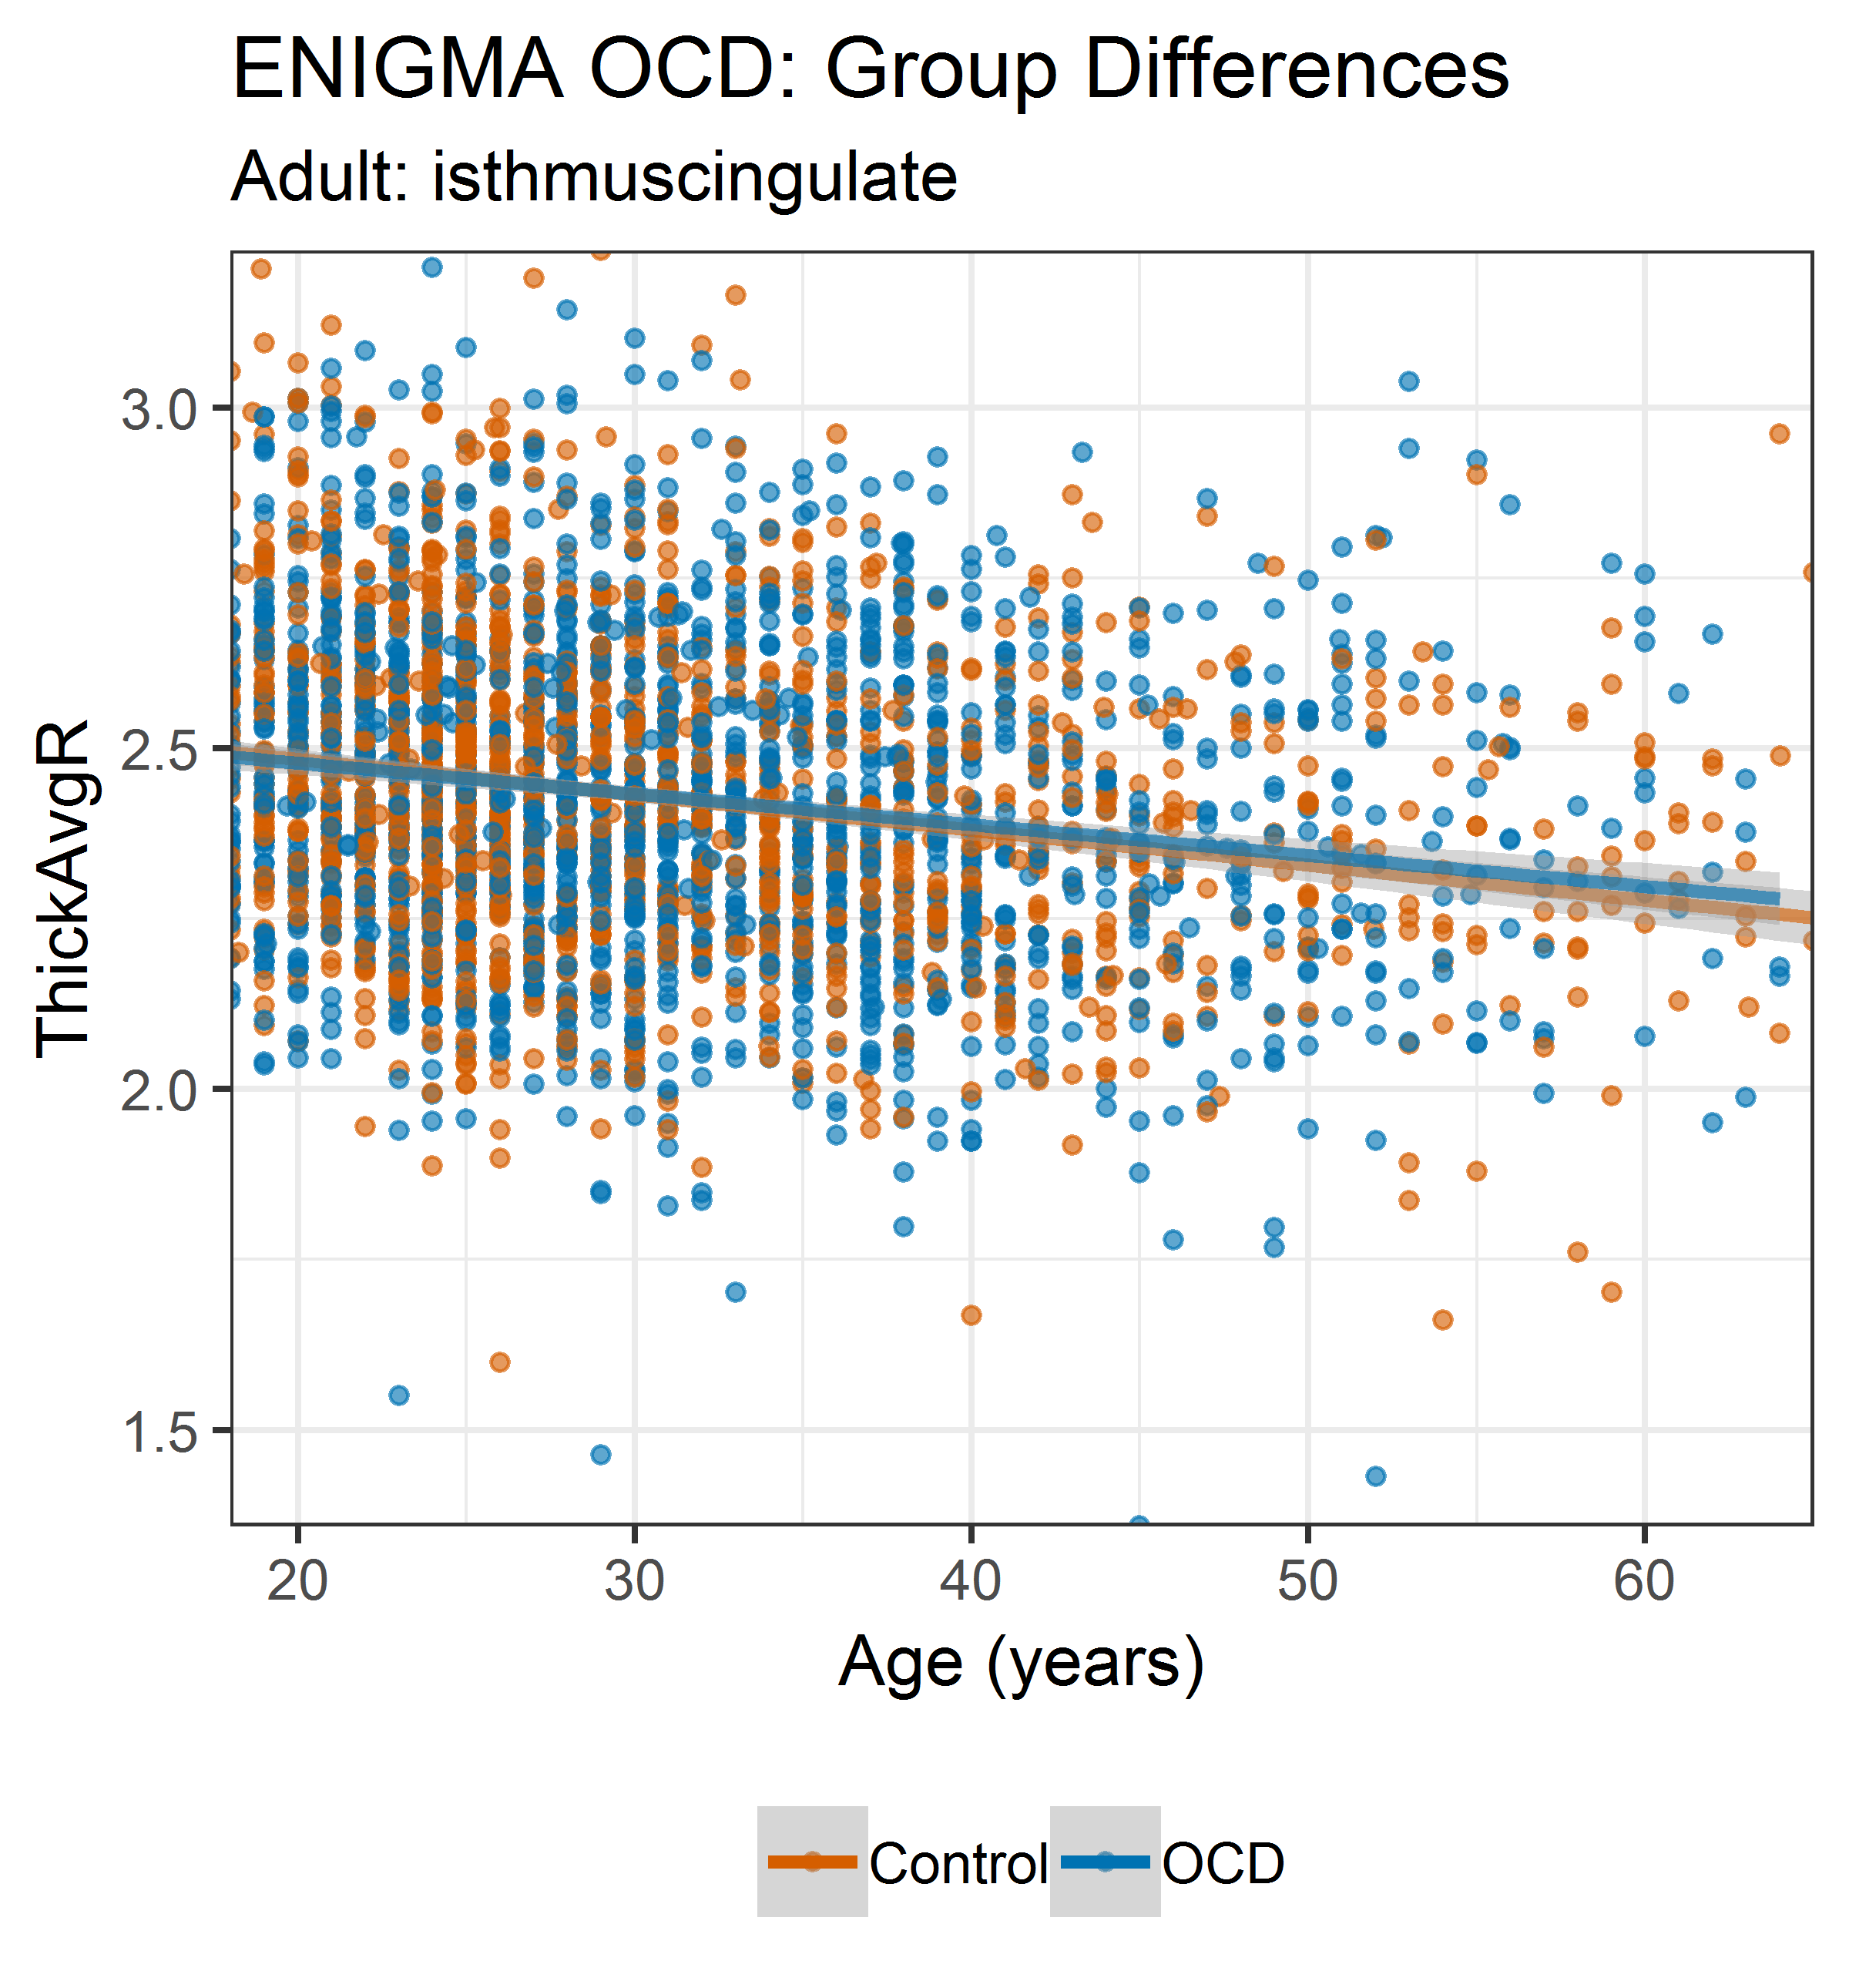 ENIGMA OCD: Group Differences
Adult: isthmuscingulate
ThickAvgR
3.0
2.5
2.0
1.5
20 30 40 50 60
Age (years)
Control OCD